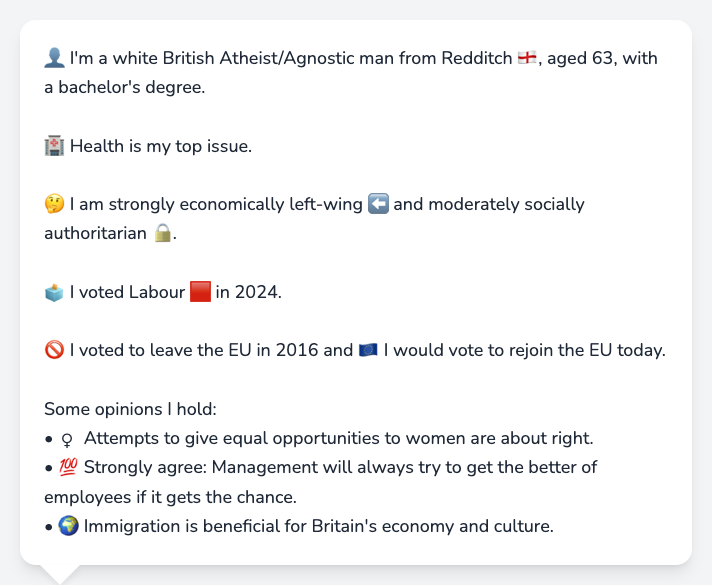 👤 I'm a white British Atheist/Agnostic man from Redditch 🏴󠁧󠁢󠁥󠁮󠁧󠁿, aged 63, with
a bachelor's degree.
🏥 Health is my top issue.
🤔 I am strongly economically left-wing ⬅️ and moderately socially
authoritarian 🔒.
🗳️ I voted Labour 🟥 in 2024.
🚫 I voted to leave the EU in 2016 and 🇪🇺 I would vote to rejoin the EU today.
Some opinions I hold:
• ♀ Attempts to give equal opportunities to women are about right.
• 💯 Strongly agree: Management will always try to get the better of
employees if it gets the chance.
• 🌍 Immigration is beneficial for Britain's economy and culture.